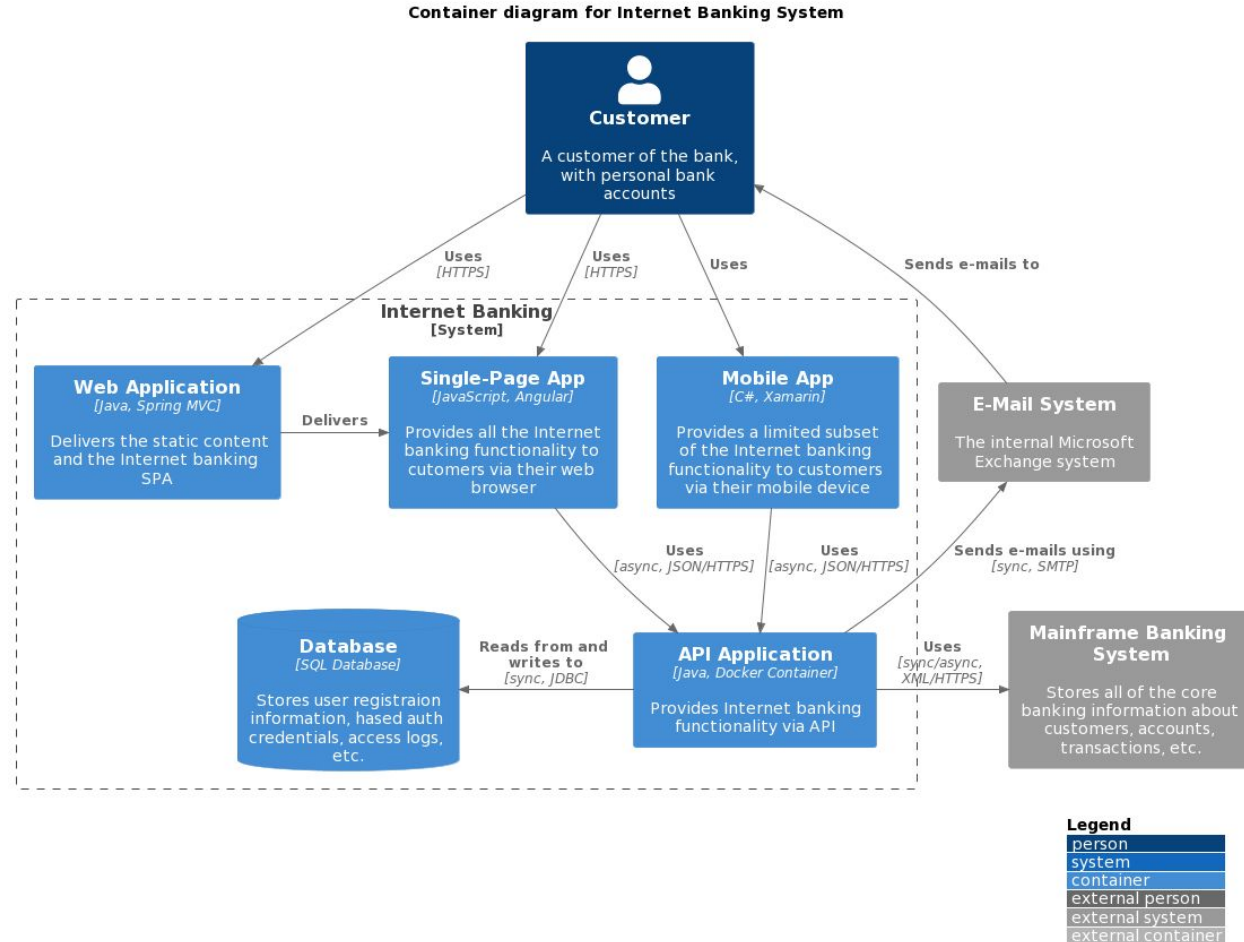 Container diagram for Internet Banking System
Customer
A customer of the bank,
with personal bank
accounts
Uses
[HTTPS]
Uses
[HTTPS]
Uses
Sends e-mails to
Internet Banking
[System]
Web Application
[Java, Spring MVC]
Delivers the static content
and the Internet banking
SPA
Delivers
Single-Page App
[JavaScript, Angular]
Provides all the Internet
banking functionality to
cutomers via their web
browser
Mobile App
[C#, Xamarin]
Provides a limited subset
of the Internet banking
functionality to customers
via their mobile device
E-Mail System
The internal Microsoft
Exchange system
Uses
[async, JSON/HTTPS]
Uses
[async, JSON/HTTPS]
Sends e-mails using
[sync, SMTP]
Database
[SQL Database]
Stores user registraion
information, hased auth
credentials, access logs,
etc.
Reads from and
writes to
[sync, JDBC]
API Application
[Java, Docker Container]
Provides Internet banking
functionality via API
Uses
[sync/async,
XML/HTTPS]
Mainframe Banking
System
Stores all of the core
banking information about
customers, accounts,
transactions, etc.
Legend
person
system
container
external person
external system
external container